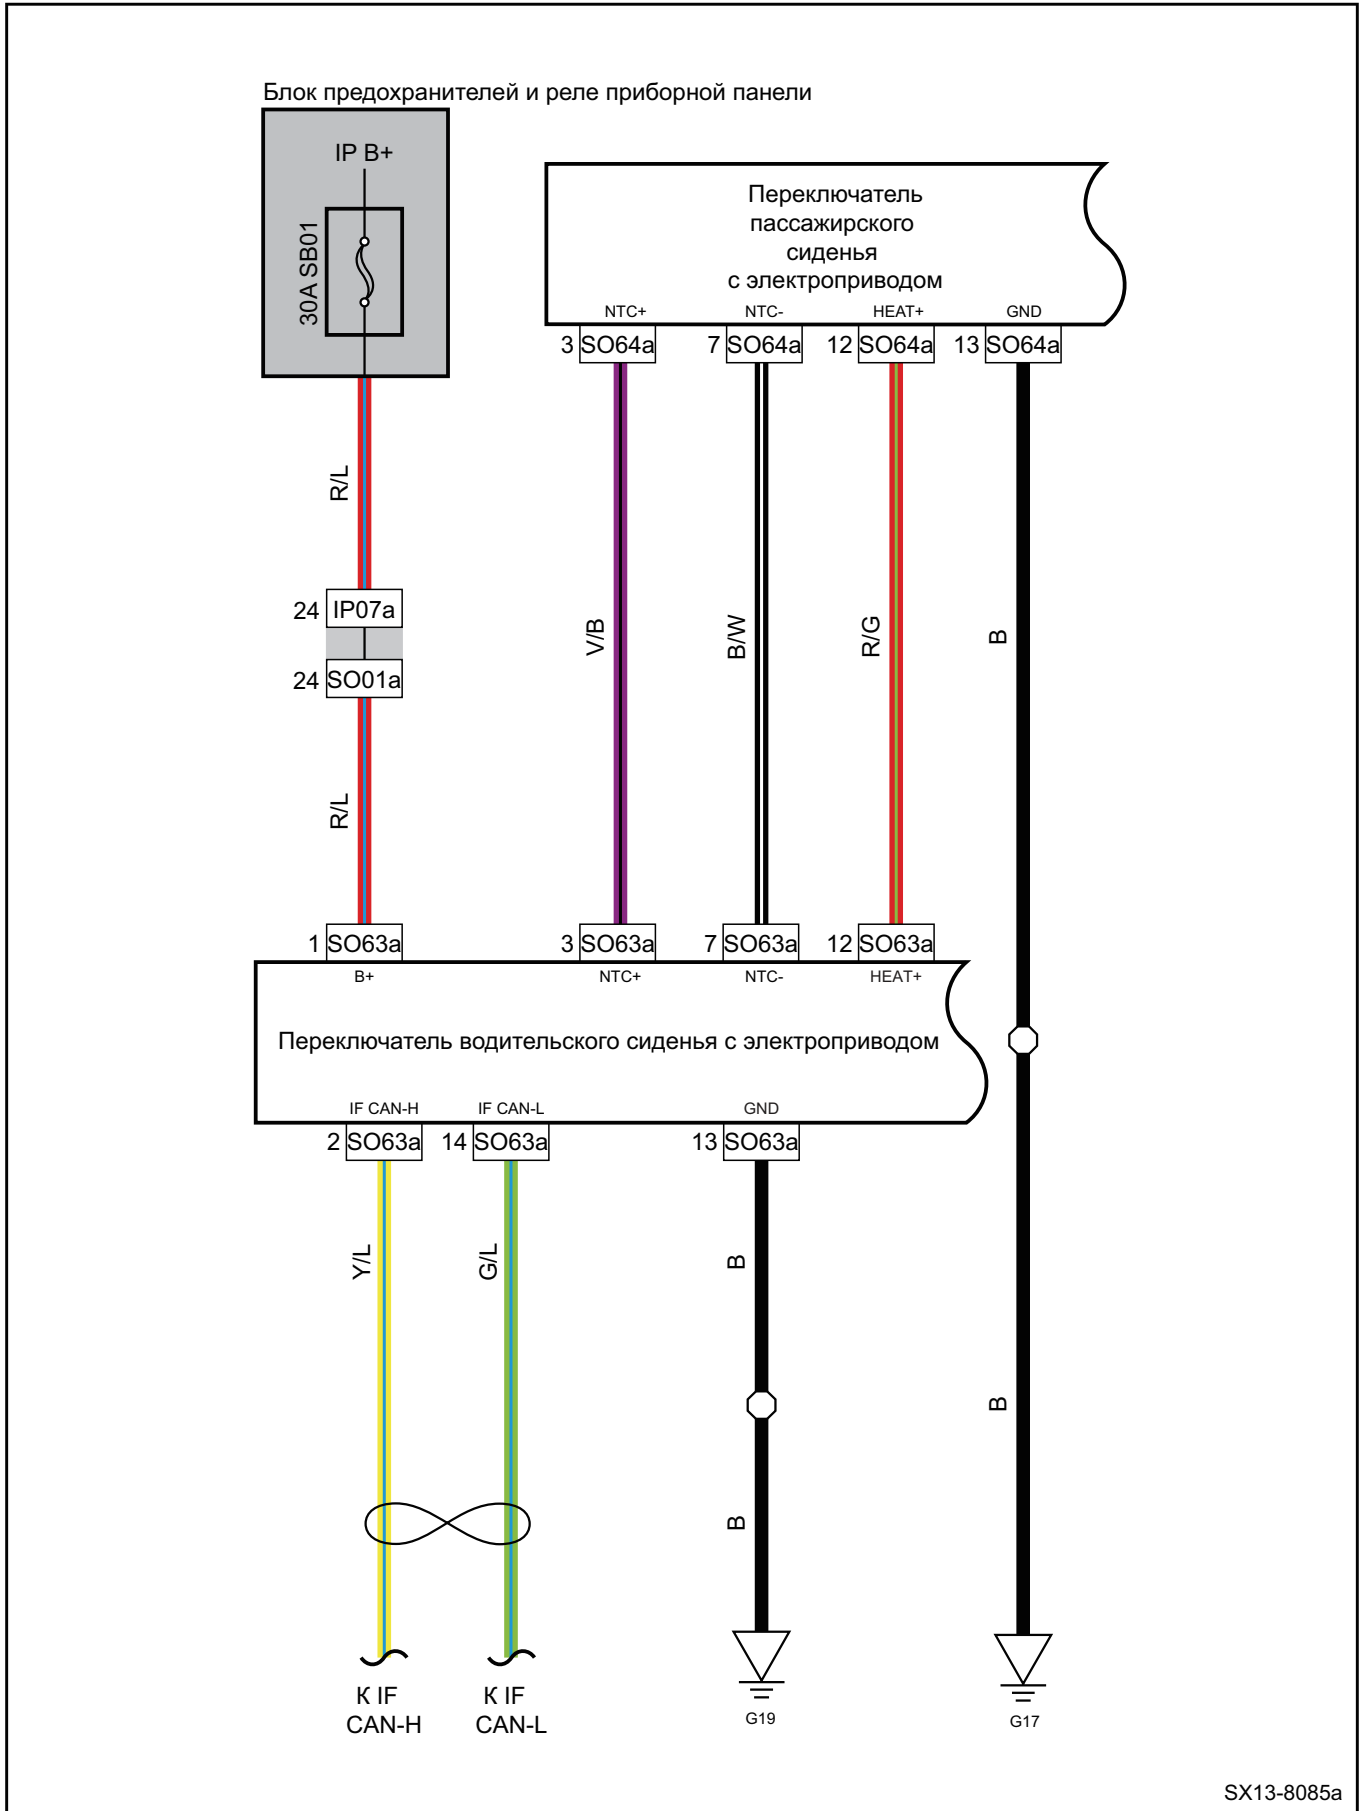 Блок предохранителей и реле приборной панели
IP B+
30A SB01
Переключатель
пассажирского
сиденья
с электроприводом
NTC+ NTC- HEAT+ GND
3 SO64a 7 SO64a 12 SO64a 13 SO64a
R/L
24 IP07a
V/B B/W R/G B
24 SO01a
R/L
1 SO63a 3 SO63a 7 SO63a 12 SO63a
B+ NTC+ NTC- HEAT+
Переключатель водительского сиденья с электроприводом
IF CAN-H IF CAN-L GND
2 SO63a 14 SO63a 13 SO63a
Y/L G/L B
B
B
К IF
CAN-H
К IF
CAN-L
G19
G17
SX13-8085a